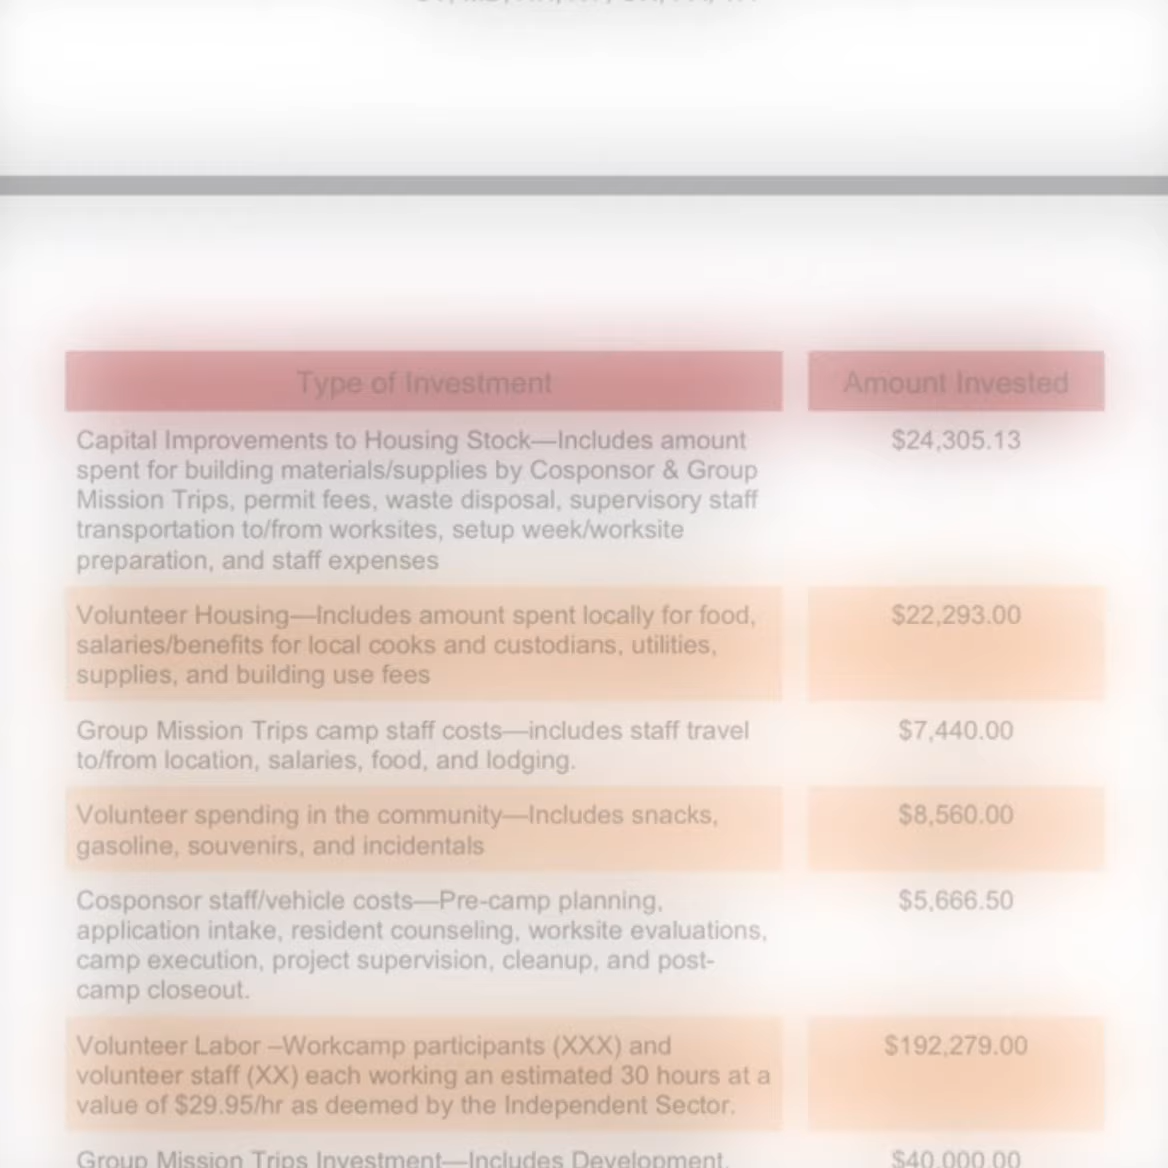 Type of Investment
Amount Invested
Capital Improvements to Housing Stock—Includes amount
$24,305.13
spent for building materials/supplies by Cosponsor & Group
Mission Trips, permit fees, waste disposal, supervisory staff
transportation to/from worksites, setup week/worksite
preparation, and staff expenses
Volunteer Housing—Includes amount spent locally for food,
$22,293.00
salaries/benefits for local cooks and custodians, utilities,
supplies, and building use fees
Group Mission Trips camp staff costs—includes staff travel
$7,440.00
to/from location, salaries, food, and lodging.
Volunteer spending in the community—Includes snacks,
$8,560.00
gasoline, souvenirs, and incidentals
Cosponsor staff/vehicle costs—Pre-camp planning,
$5,666.50
application intake, resident counseling, worksite evaluations,
camp execution, project supervision, cleanup, and post-
camp closeout.
Volunteer Labor –Workcamp participants (XXX) and
$192,279.00
volunteer staff (XX) each working an estimated 30 hours at a
value of $29.95/hr as deemed by the Independent Sector.
Group Mission Trips Investment—Includes Development,
$40,000.00